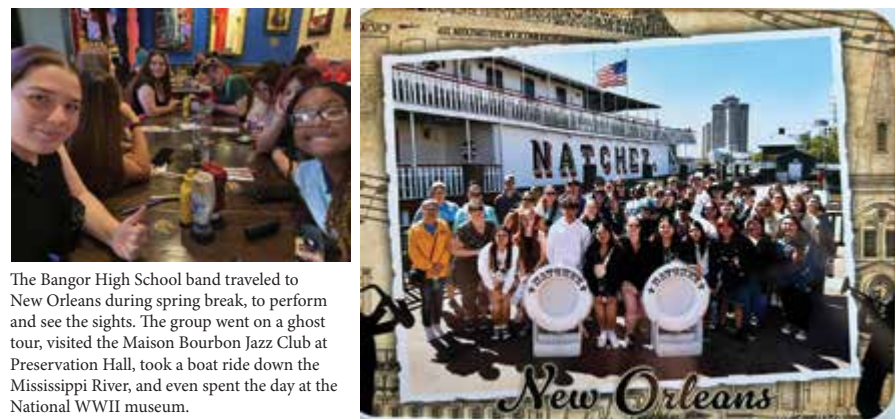 The Bangor High School band traveled to
New Orleans during spring break, to perform
and see the sights. The group went on a ghost
tour, visited the Maison Bourbon Jazz Club at
Preservation Hall, took a boat ride down the
Mississippi River, and even spent the day at the
National WWII museum.
NATCHEZ
NATCHEZ
NATCHEZ
New Orleans